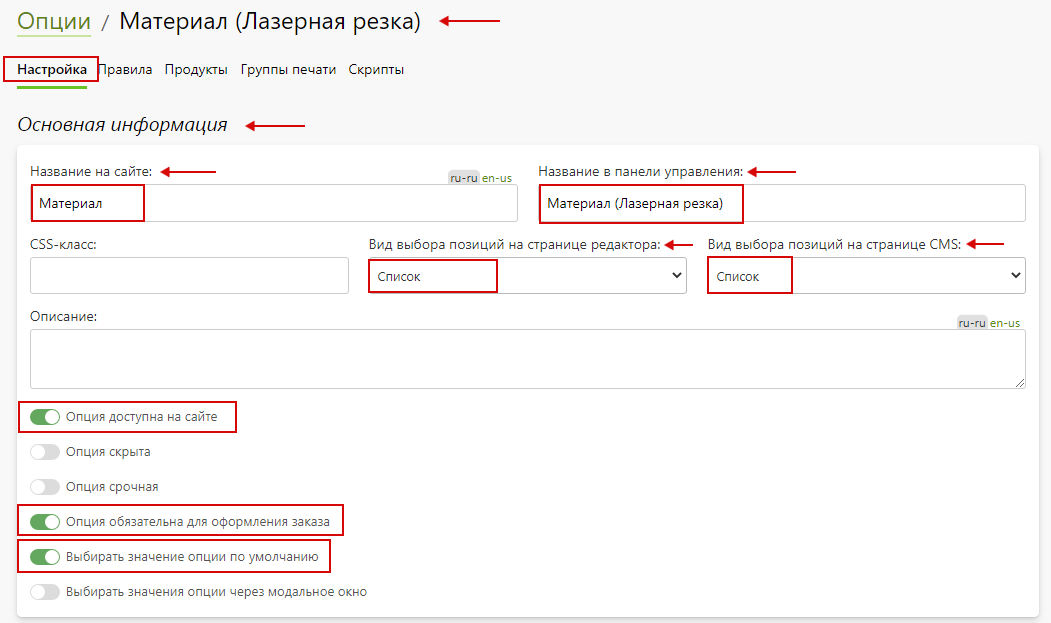 Опции / Материал (Лазерная резка)
Настройка Правила Продукты Группы печати Скрипты
Основная информация
Название на сайте: ru-ru en-us Название в панели управления:
Материал Материал (Лазерная резка)
CSS-класс: Вид выбора позиций на странице редактора: Вид выбора позиций на странице CMS:
Список Список
Описание: ru-ru en-us
Опция доступна на сайте
Опция скрыта
Опция срочная
Опция обязательна для оформления заказа
Выбирать значение опции по умолчанию
Выбирать значения опции через модальное окно